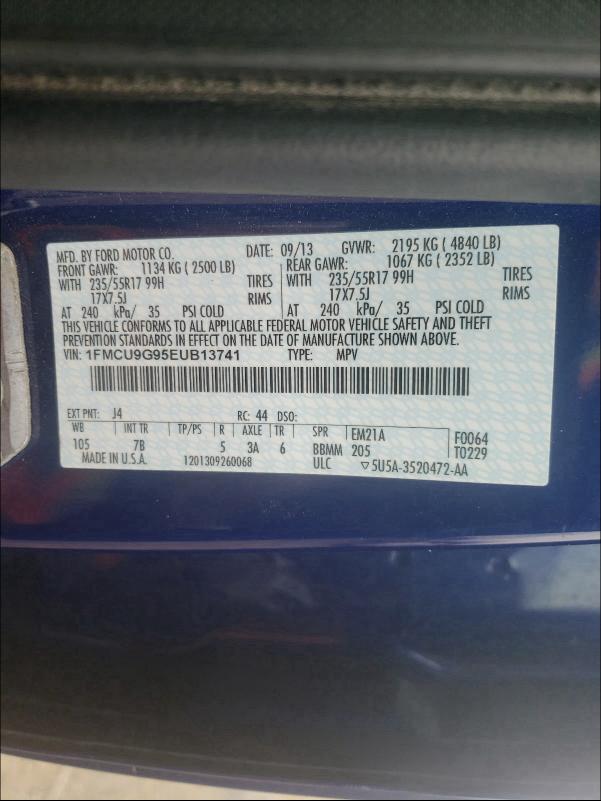 MFD. BY FORD MOTOR CO. DATE: 09/13 GVWR: 2195 KG ( 4840 LB)
FRONT GAWR: 1134 KG ( 2500 LB) REAR GAWR: 1067 KG ( 2352 LB)
WITH 235/55R17 99H TIRES WITH 235/55R17 99H TIRES
17X7.5J RIMS 17X7.5J RIMS
AT 240 kPa/ 35 PSI COLD AT 240 kPa/ 35 PSI COLD
THIS VEHICLE CONFORMS TO ALL APPLICABLE FEDERAL MOTOR VEHICLE SAFETY AND THEFT
PREVENTION STANDARDS IN EFFECT ON THE DATE OF MANUFACTURE SHOWN ABOVE.
VIN: 1FMCU9G95EUB13741 TYPE: MPV
EXT PNT: J4 RC: 44 DSO:
WB INT TR TP/PS R AXLE TR SPR EM21A F0064
105 7B 5 3A 6 BBMM 205 T0229
MADE IN U.S.A. 1201309260068 ULC ▽5U5A-3520472-AA